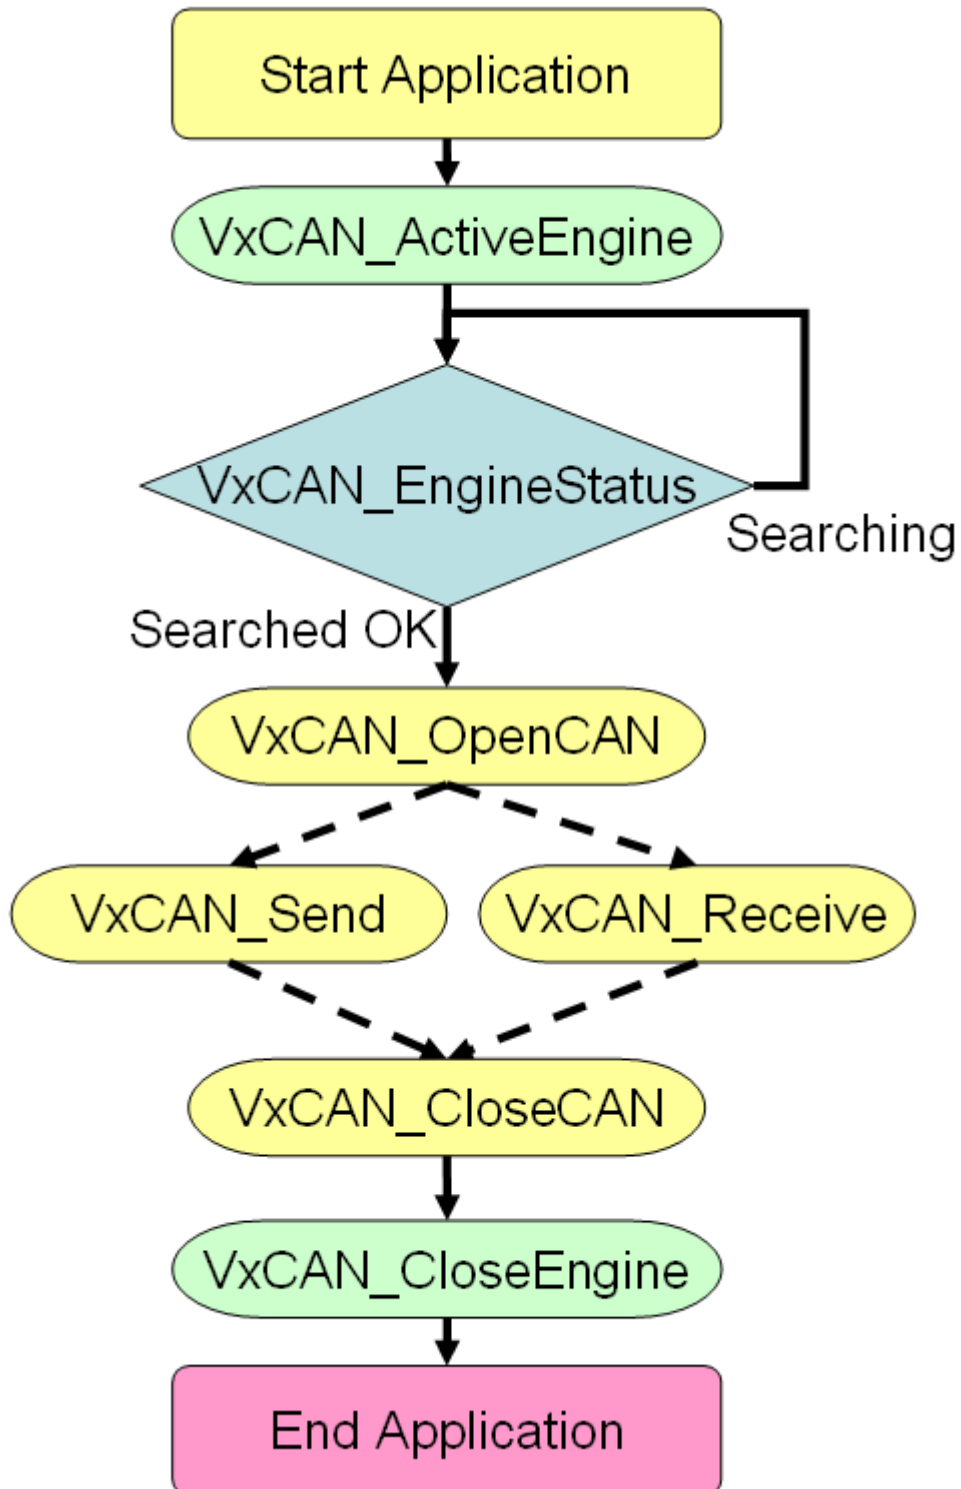 Start Application
VxCAN_ActiveEngine
VxCAN_EngineStatus
Searching
Searched OK
VxCAN_OpenCAN
VxCAN_Send
VxCAN_Receive
VxCAN_CloseCAN
VxCAN_CloseEngine
End Application